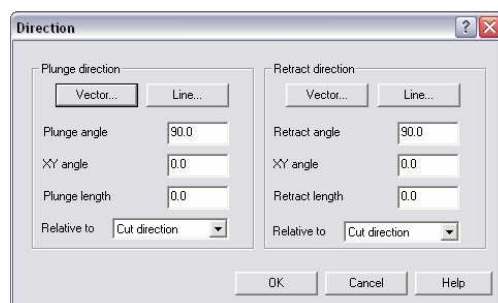 Direction
Plunge direction
Vector... Line...
Plunge angle 90.0
XY angle 0.0
Plunge length 0.0
Relative to Cut direction
Retract direction
Vector... Line...
Retract angle 90.0
XY angle 0.0
Retract length 0.0
Relative to Cut direction
OK Cancel Help